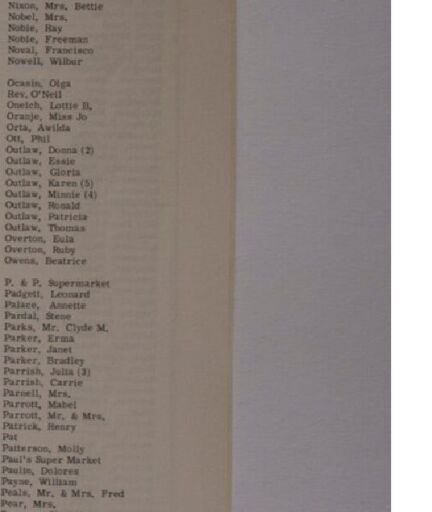 Nixon, Mrs. Bettie
Nobel, Mrs.
Noble, Ray
Noble, Freeman
Noval, Francisco
Nowell, Wilbur
Ocasin, Olga
Rev. O'Neil
Oneich, Lottie B.
Oranje, Miss Jo
Orta, Awilda
Ott, Phil
Outlaw, Donna (2)
Outlaw, Essie
Outlaw, Gloria
Outlaw, Karen (5)
Outlaw, Minnie (4)
Outlaw, Ronald
Outlaw, Patricia
Outlaw, Thomas
Overton, Eula
Overton, Ruby
Owens, Beatrice
P. & P. Supermarket
Padgett, Leonard
Palace, Annette
Pardal, Stene
Parks, Mr. Clyde M.
Parker, Erma
Parker, Janet
Parker, Bradley
Parrish, Julia (3)
Parrish, Carrie
Parnell, Mrs.
Parrott, Mabel
Parrott, Mr. & Mrs.
Patrick, Henry
Pat
Patterson, Molly
Paul's Super Market
Paulin, Dolores
Payne, William
Peals, Mr. & Mrs. Fred
Pear, Mrs.